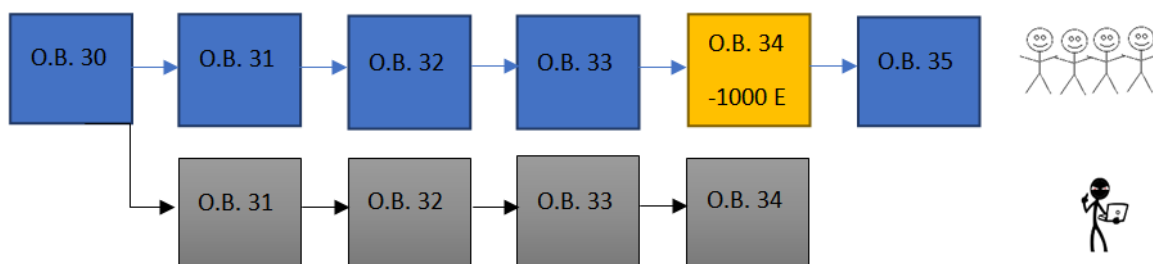 O.B. 30
O.B. 31
O.B. 32
O.B. 33
O.B. 34
-1000 E
O.B. 35
O.B. 31
O.B. 32
O.B. 33
O.B. 34